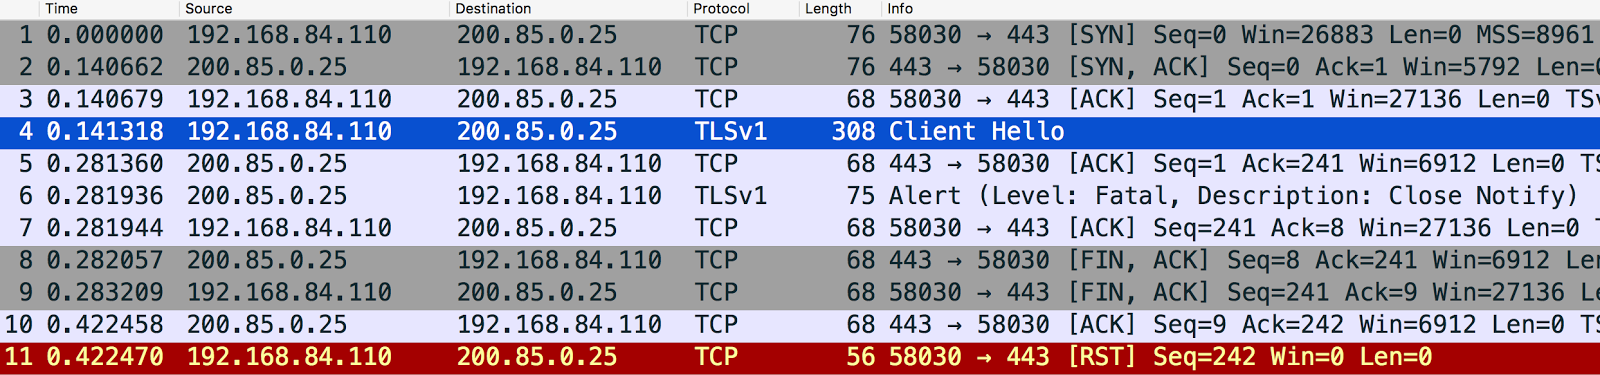 Time Source Destination Protocol Length Info
1 0.000000 192.168.84.110 200.85.0.25 TCP 76 58030 → 443 [SYN] Seq=0 Win=26883 Len=0 MSS=8961
2 0.140662 200.85.0.25 192.168.84.110 TCP 76 443 → 58030 [SYN, ACK] Seq=0 Ack=1 Win=5792 Len=0
3 0.140679 192.168.84.110 200.85.0.25 TCP 68 58030 → 443 [ACK] Seq=1 Ack=1 Win=27136 Len=0 TSv
4 0.141318 192.168.84.110 200.85.0.25 TLSv1 308 Client Hello
5 0.281360 200.85.0.25 192.168.84.110 TCP 68 443 → 58030 [ACK] Seq=1 Ack=241 Win=6912 Len=0 TS
6 0.281936 200.85.0.25 192.168.84.110 TLSv1 75 Alert (Level: Fatal, Description: Close Notify)
7 0.281944 192.168.84.110 200.85.0.25 TCP 68 58030 → 443 [ACK] Seq=241 Ack=8 Win=27136 Len=0 T
8 0.282057 200.85.0.25 192.168.84.110 TCP 68 443 → 58030 [FIN, ACK] Seq=8 Ack=241 Win=6912 Len
9 0.283209 192.168.84.110 200.85.0.25 TCP 68 58030 → 443 [FIN, ACK] Seq=241 Ack=9 Win=27136 Le
10 0.422458 200.85.0.25 192.168.84.110 TCP 68 443 → 58030 [ACK] Seq=9 Ack=242 Win=6912 Len=0 TS
11 0.422470 192.168.84.110 200.85.0.25 TCP 56 58030 → 443 [RST] Seq=242 Win=0 Len=0